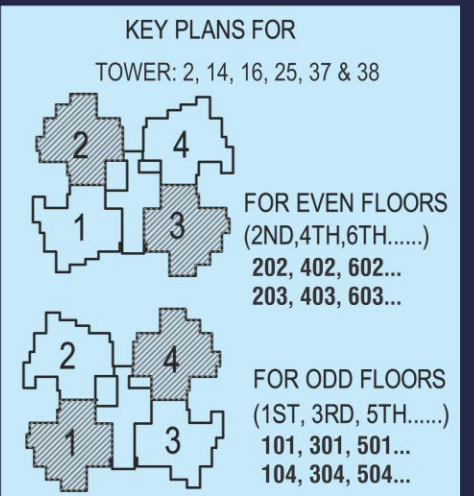 KEY PLANS FOR
TOWER: 2, 14, 16, 25, 37 & 38
2
4
1
3
FOR EVEN FLOORS
(2ND,4TH,6TH......)
202, 402, 602...
203, 403, 603...
2
4
1
3
FOR ODD FLOORS
(1ST, 3RD, 5TH......)
101, 301, 501...
104, 304, 504...